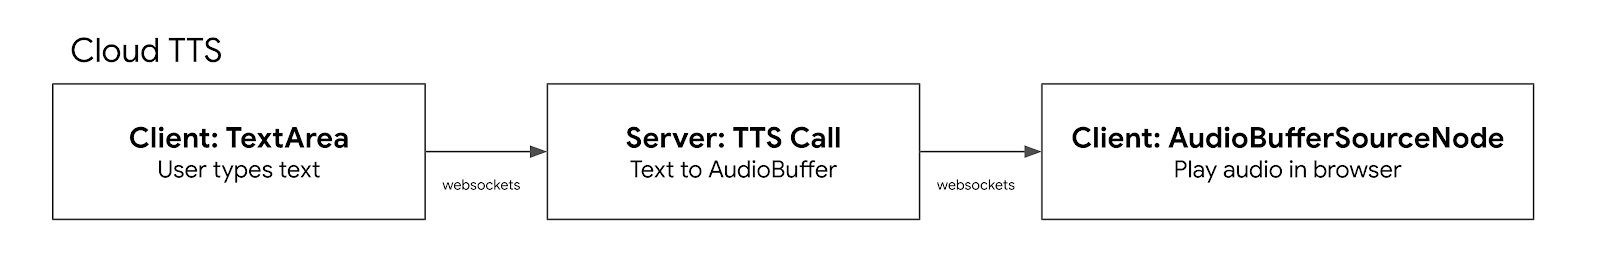 Cloud TTS
Client: TextArea
User types text
websockets
Server: TTS Call
Text to AudioBuffer
websockets
Client: AudioBufferSourceNode
Play audio in browser